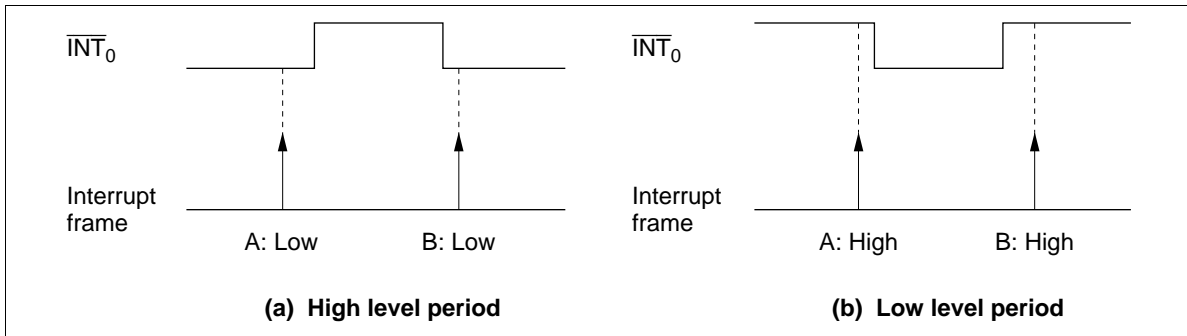 INT0
Interrupt
frame
A: Low
B: Low
(a) High level period
INT0
Interrupt
frame
A: High
B: High
(b) Low level period